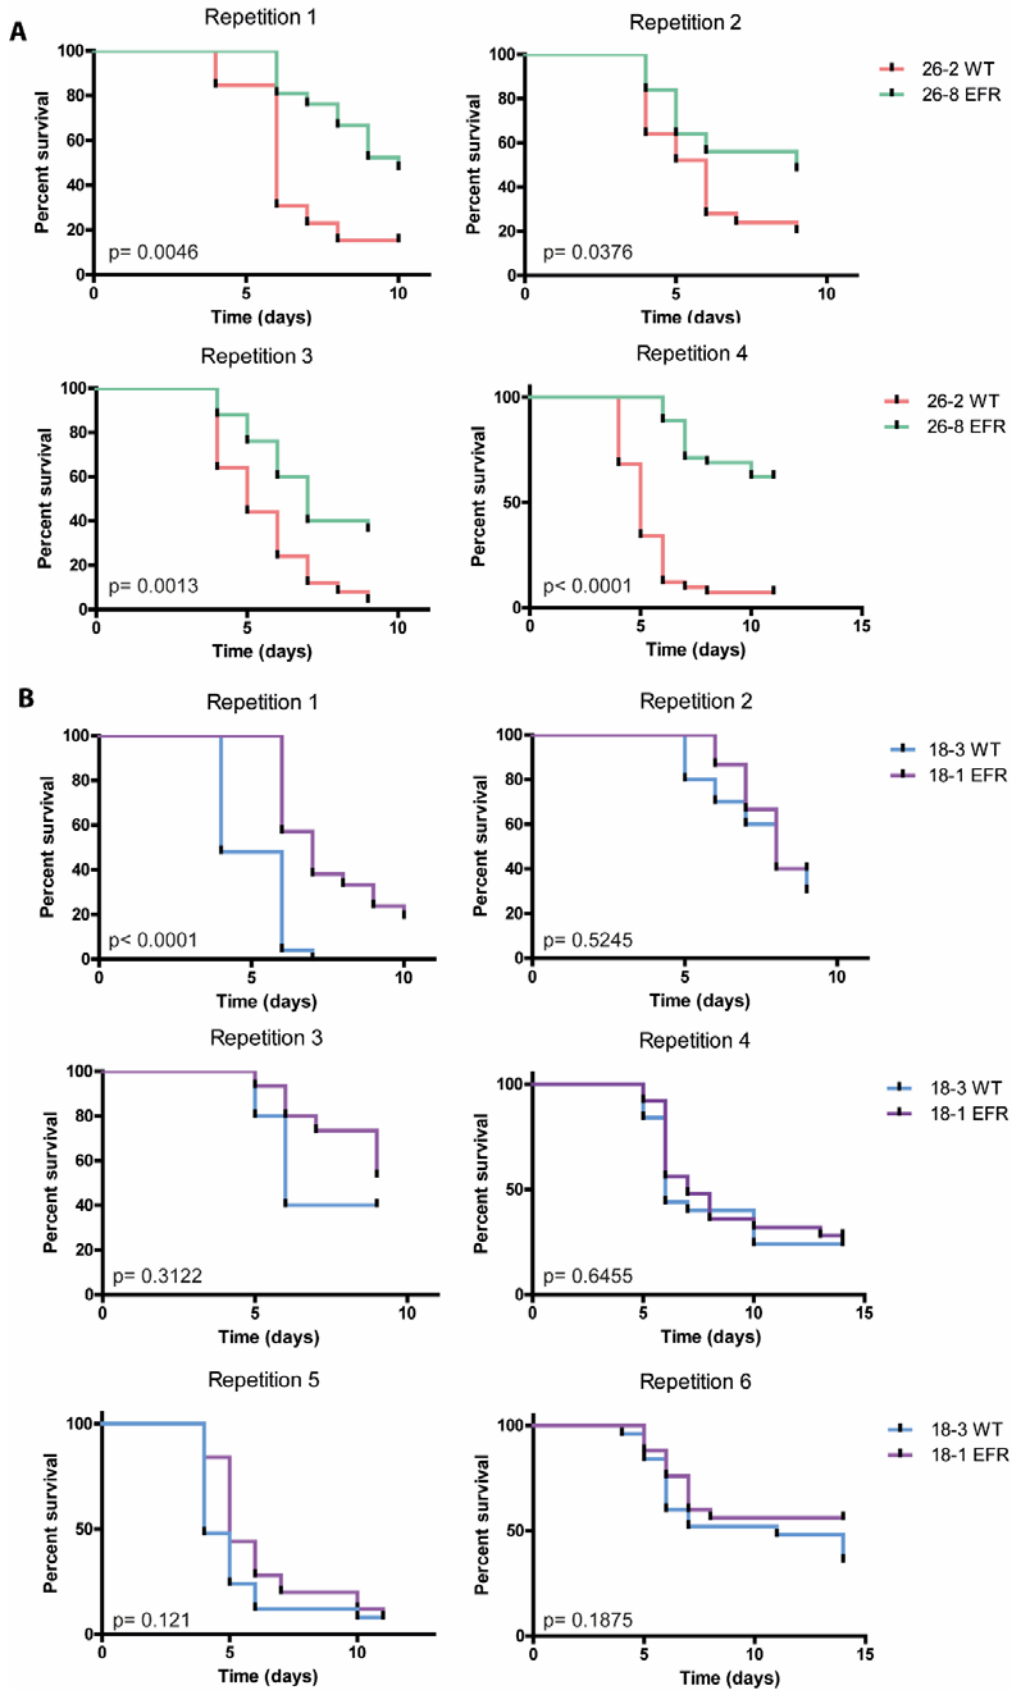 A
Repetition 1
Percent survival
100
80
60
40
20
0
p= 0.0046
0 5 10
Time (days)
Repetition 2
Percent survival
100
80
60
40
20
0
p= 0.0376
0 5 10
Time (days)
26-2 WT
26-8 EFR
Repetition 3
Percent survival
100
80
60
40
20
0
p= 0.0013
0 5 10
Time (days)
Repetition 4
Percent survival
100
50
0
p< 0.0001
0 5 10 15
Time (days)
26-2 WT
26-8 EFR
B
Repetition 1
Percent survival
100
80
60
40
20
0
p< 0.0001
0 5 10
Time (days)
Repetition 2
Percent survival
100
80
60
40
20
0
p= 0.5245
0 5 10
Time (days)
18-3 WT
18-1 EFR
Repetition 3
Percent survival
100
80
60
40
20
0
p= 0.3122
0 5 10
Time (days)
Repetition 4
Percent survival
100
50
0
p= 0.6455
0 5 10 15
Time (days)
18-3 WT
18-1 EFR
Repetition 5
Percent survival
100
50
0
p= 0.121
0 5 10
Time (days)
Repetition 6
Percent survival
100
50
0
p= 0.1875
0 5 10 15
Time (days)
18-3 WT
18-1 EFR